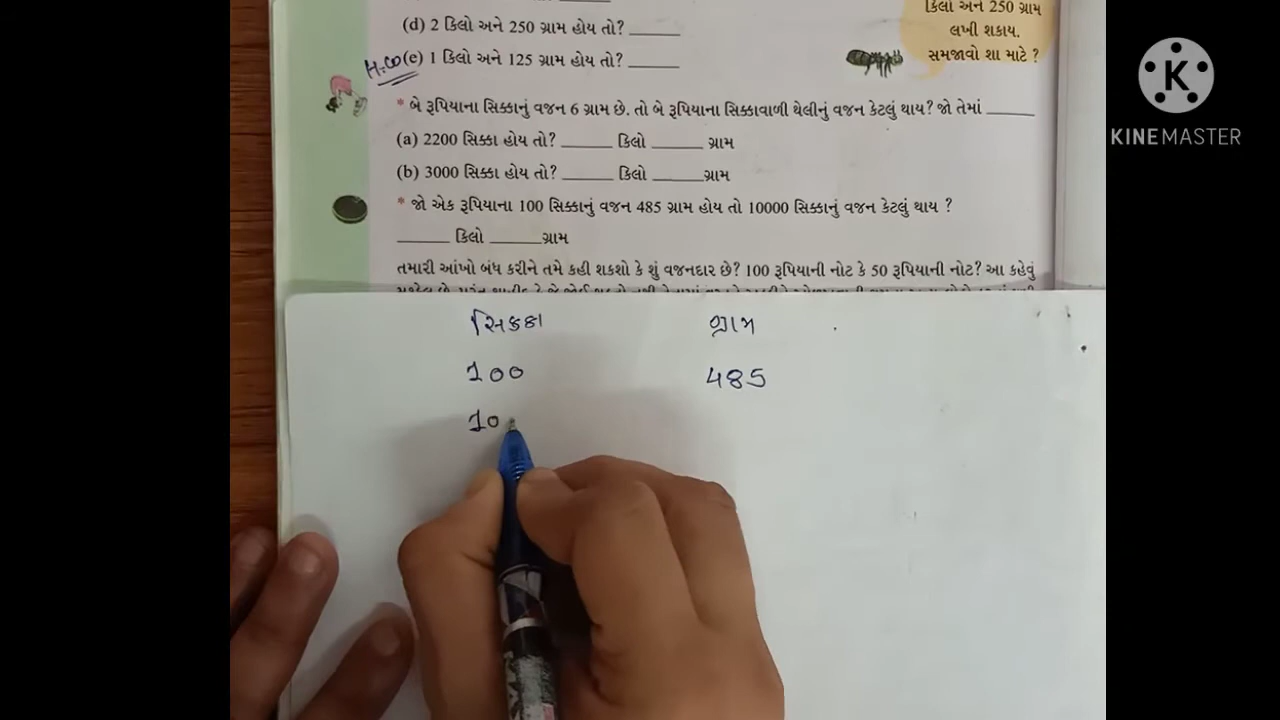 (d) 2 કિલો અને 250 ગ્રામ હોય તો? ______
H.W (e) 1 કિલો અને 125 ગ્રામ હોય તો? ______
કિલો અને 250 ગ્રામ
લખી શકાય.
સમજાવો શા માટે ?
* બે રૂપિયાના સિક્કાનું વજન 6 ગ્રામ છે. તો બે રૂપિયાના સિક્કાવાળી થેલીનું વજન કેટલું થાય? જો તેમાં ______
(a) 2200 સિક્કા હોય તો? ______ કિલો ______ ગ્રામ
(b) 3000 સિક્કા હોય તો? ______ કિલો ______ગ્રામ
* જો એક રૂપિયાના 100 સિક્કાનું વજન 485 ગ્રામ હોય તો 10000 સિક્કાનું વજન કેટલું થાય ?
______ કિલો ______ગ્રામ
તમારી આંખો બંધ કરીને તમે કહી શકશો કે શું વજનદાર છે? 100 રૂપિયાની નોટ કે 50 રૂપિયાની નોટ? આ કહેવું
સિક્કા ગ્રામ
100 485
10
KINEMASTER